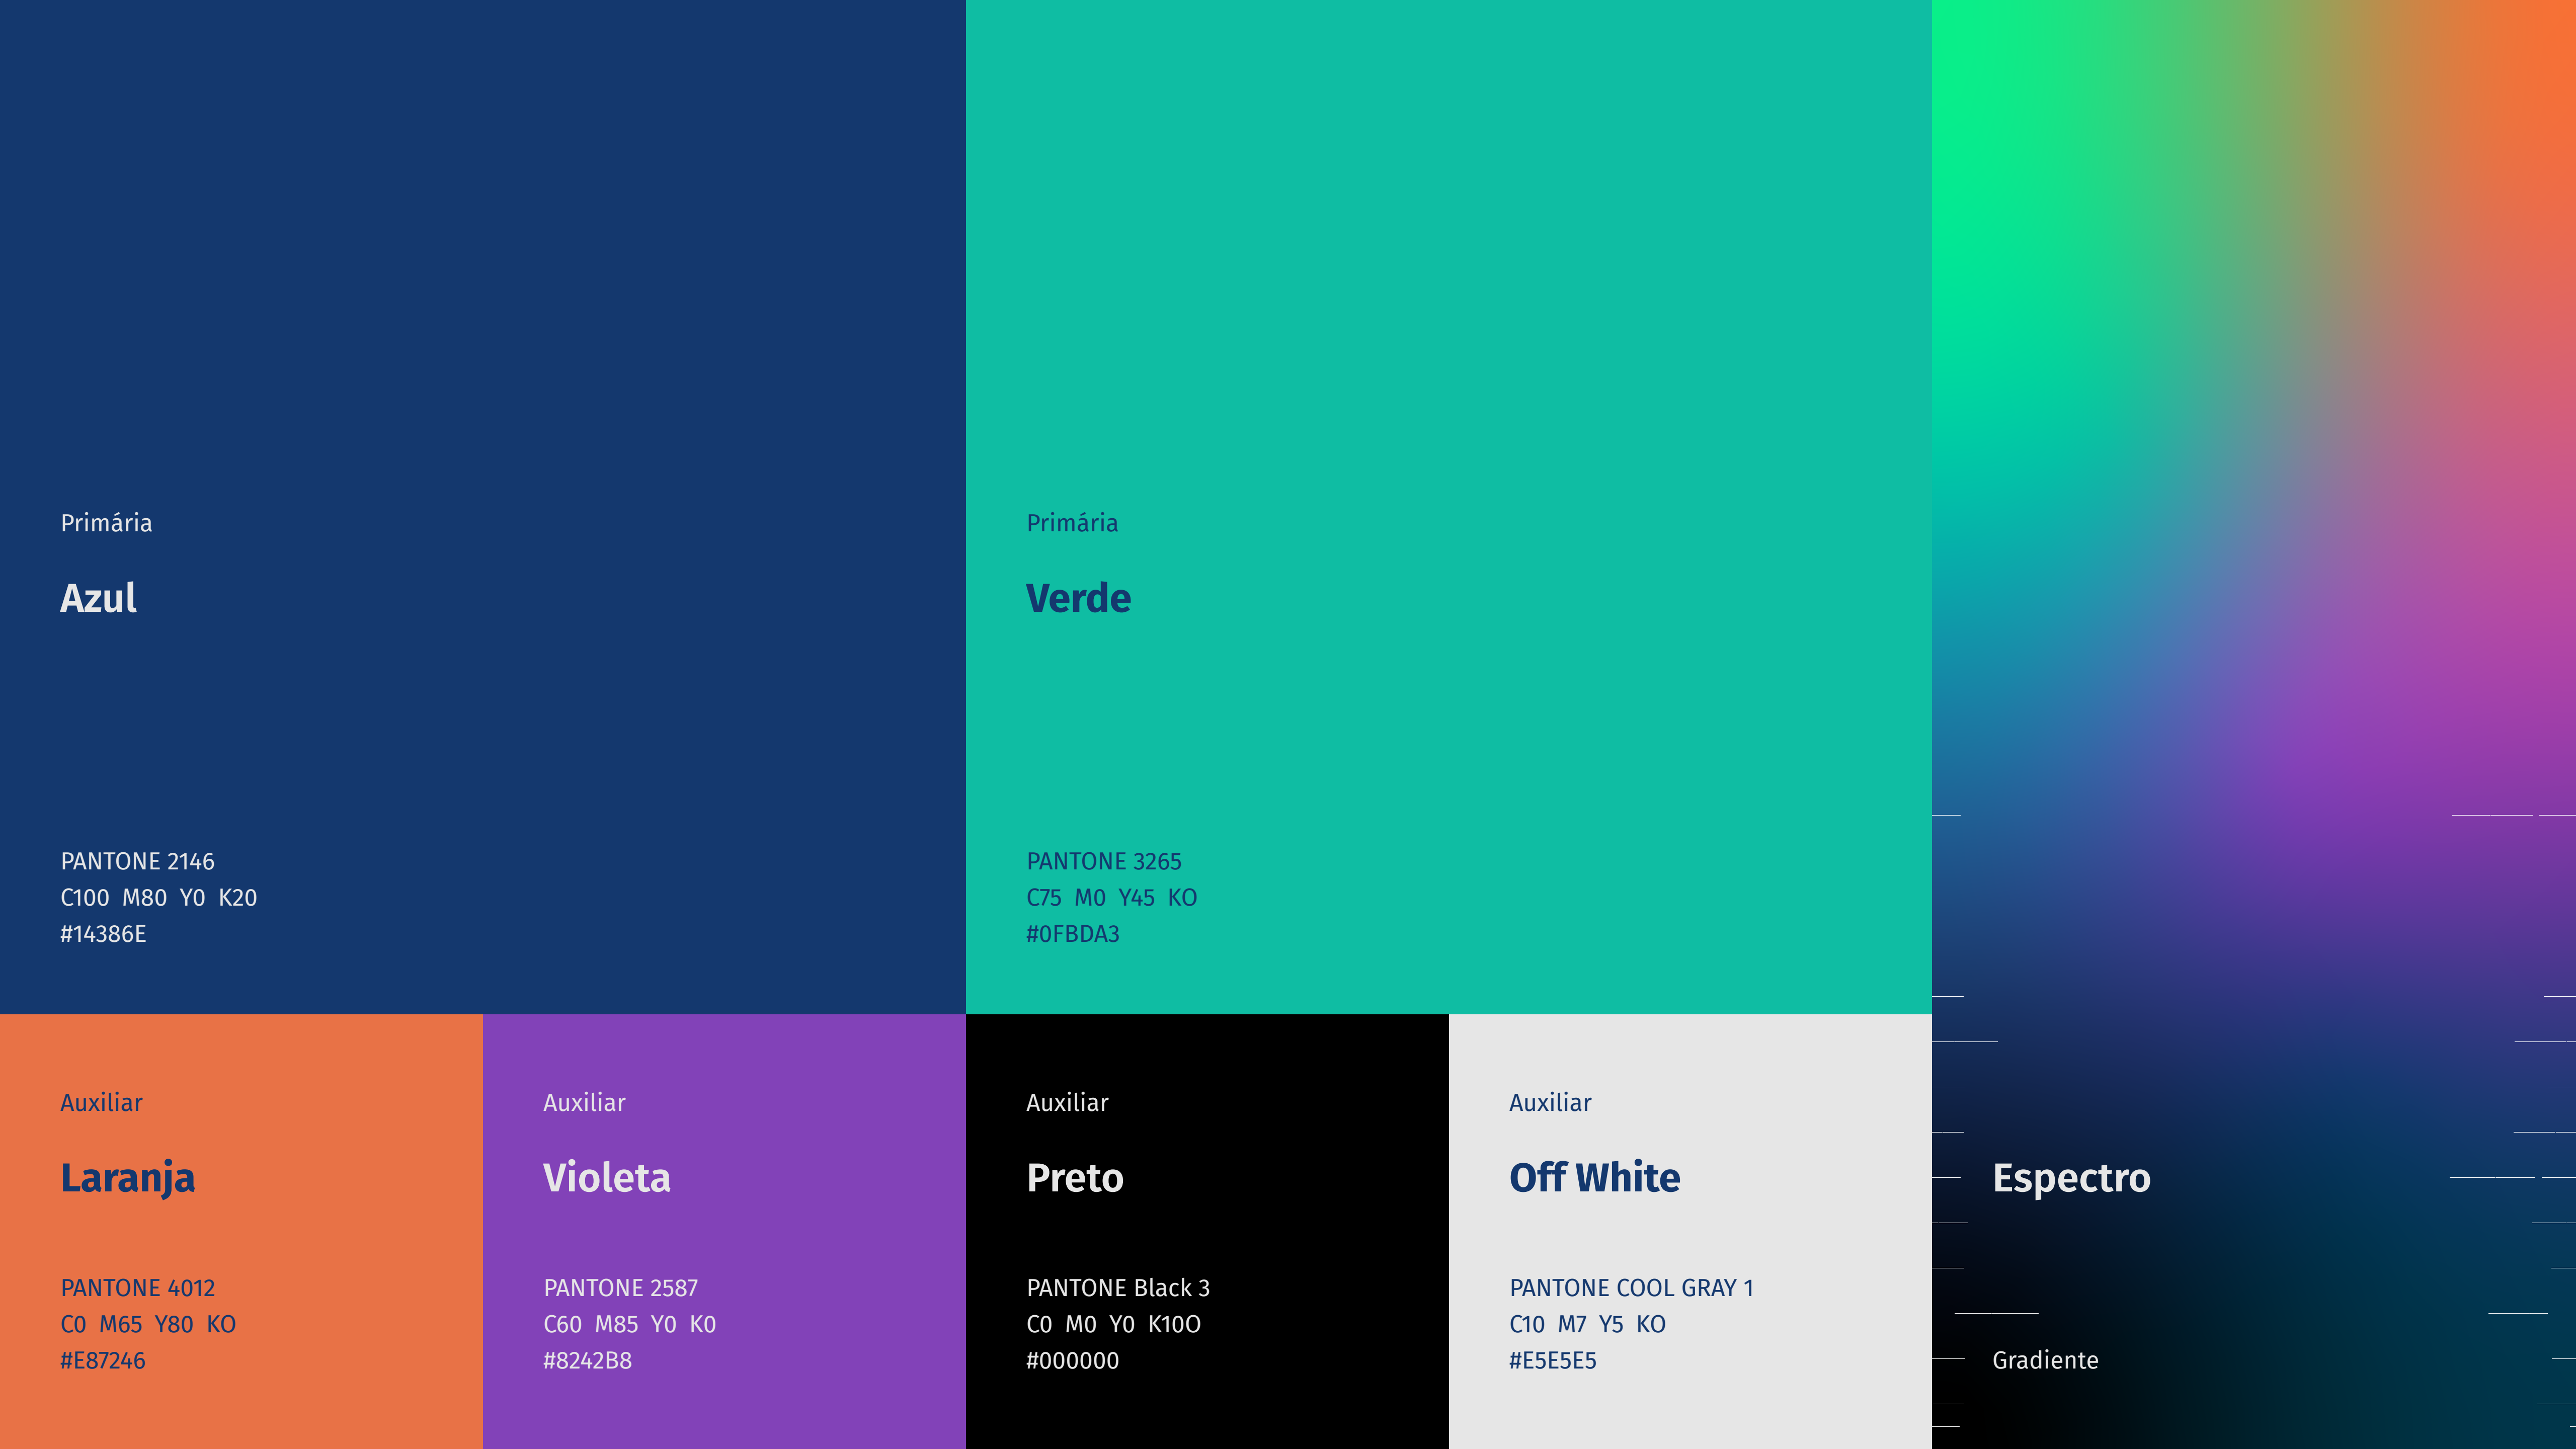 Primária
Azul
PANTONE 2146
C100 M80 Y0 K20
#14386E
Primária
Verde
PANTONE 3265
C75 M0 Y45 KO
#0FBDA3
Auxiliar
Laranja
PANTONE 4012
C0 M65 Y80 KO
#E87246
Auxiliar
Violeta
PANTONE 2587
C60 M85 Y0 K0
#8242B8
Auxiliar
Preto
PANTONE Black 3
C0 M0 Y0 K10O
#000000
Auxiliar
Off White
PANTONE COOL GRAY 1
C10 M7 Y5 KO
#E5E5E5
Espectro
Gradiente